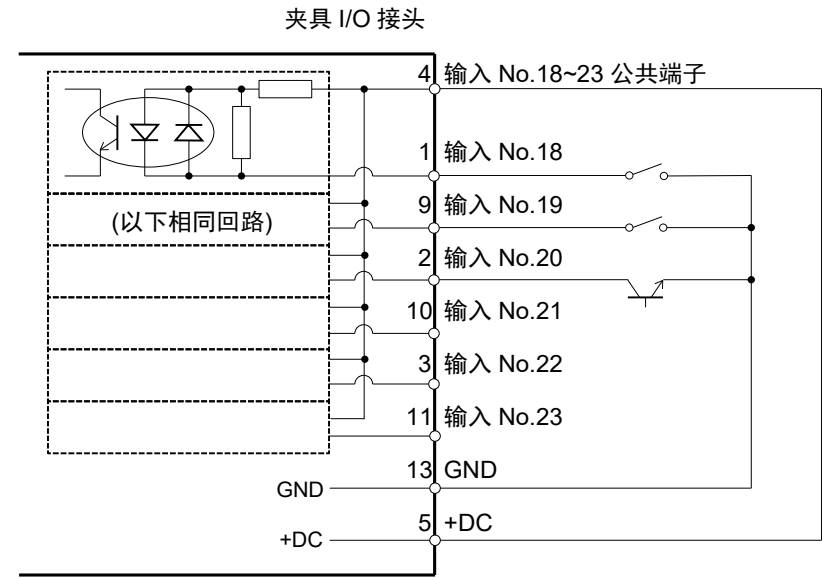 夹具 I/O 接头
4 输入 No.18~23 公共端子
1 输入 No.18
(以下相同回路)
9 输入 No.19
2 输入 No.20
10 输入 No.21
3 输入 No.22
11 输入 No.23
GND 13 GND
+DC 5 +DC